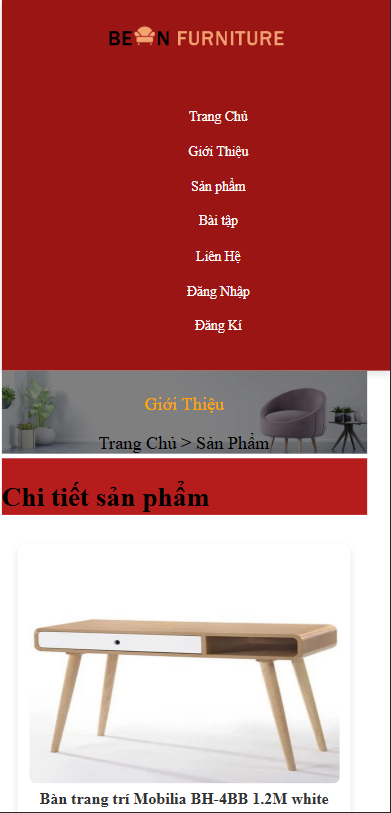 BEAN FURNITURE
Trang Chủ
Giới Thiệu
Sản phẩm
Bài tập
Liên Hệ
Đăng Nhập
Đăng Kí
Giới Thiệu
Trang Chủ > Sản Phẩm
Chi tiết sản phẩm
Bàn trang trí Mobilia BH-4BB 1.2M white